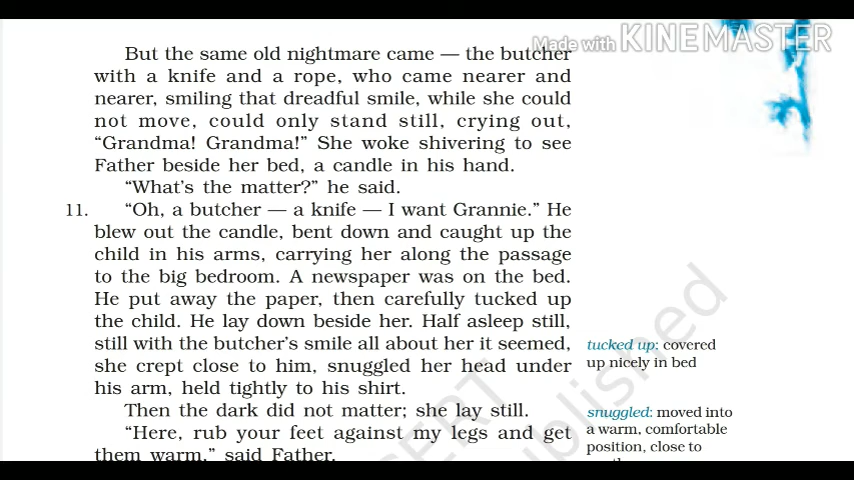 Made with KINEMASTER
But the same old nightmare came — the butcher
with a knife and a rope, who came nearer and
nearer, smiling that dreadful smile, while she could
not move, could only stand still, crying out,
“Grandma! Grandma!” She woke shivering to see
Father beside her bed, a candle in his hand.
“What’s the matter?” he said.
11. “Oh, a butcher — a knife — I want Grannie.” He
blew out the candle, bent down and caught up the
child in his arms, carrying her along the passage
to the big bedroom. A newspaper was on the bed.
He put away the paper, then carefully tucked up
the child. He lay down beside her. Half asleep still,
still with the butcher’s smile all about her it seemed,
she crept close to him, snuggled her head under
his arm, held tightly to his shirt.
Then the dark did not matter; she lay still.
“Here, rub your feet against my legs and get
them warm,” said Father.
tucked up: covered
up nicely in bed
snuggled: moved into
a warm, comfortable
position, close to